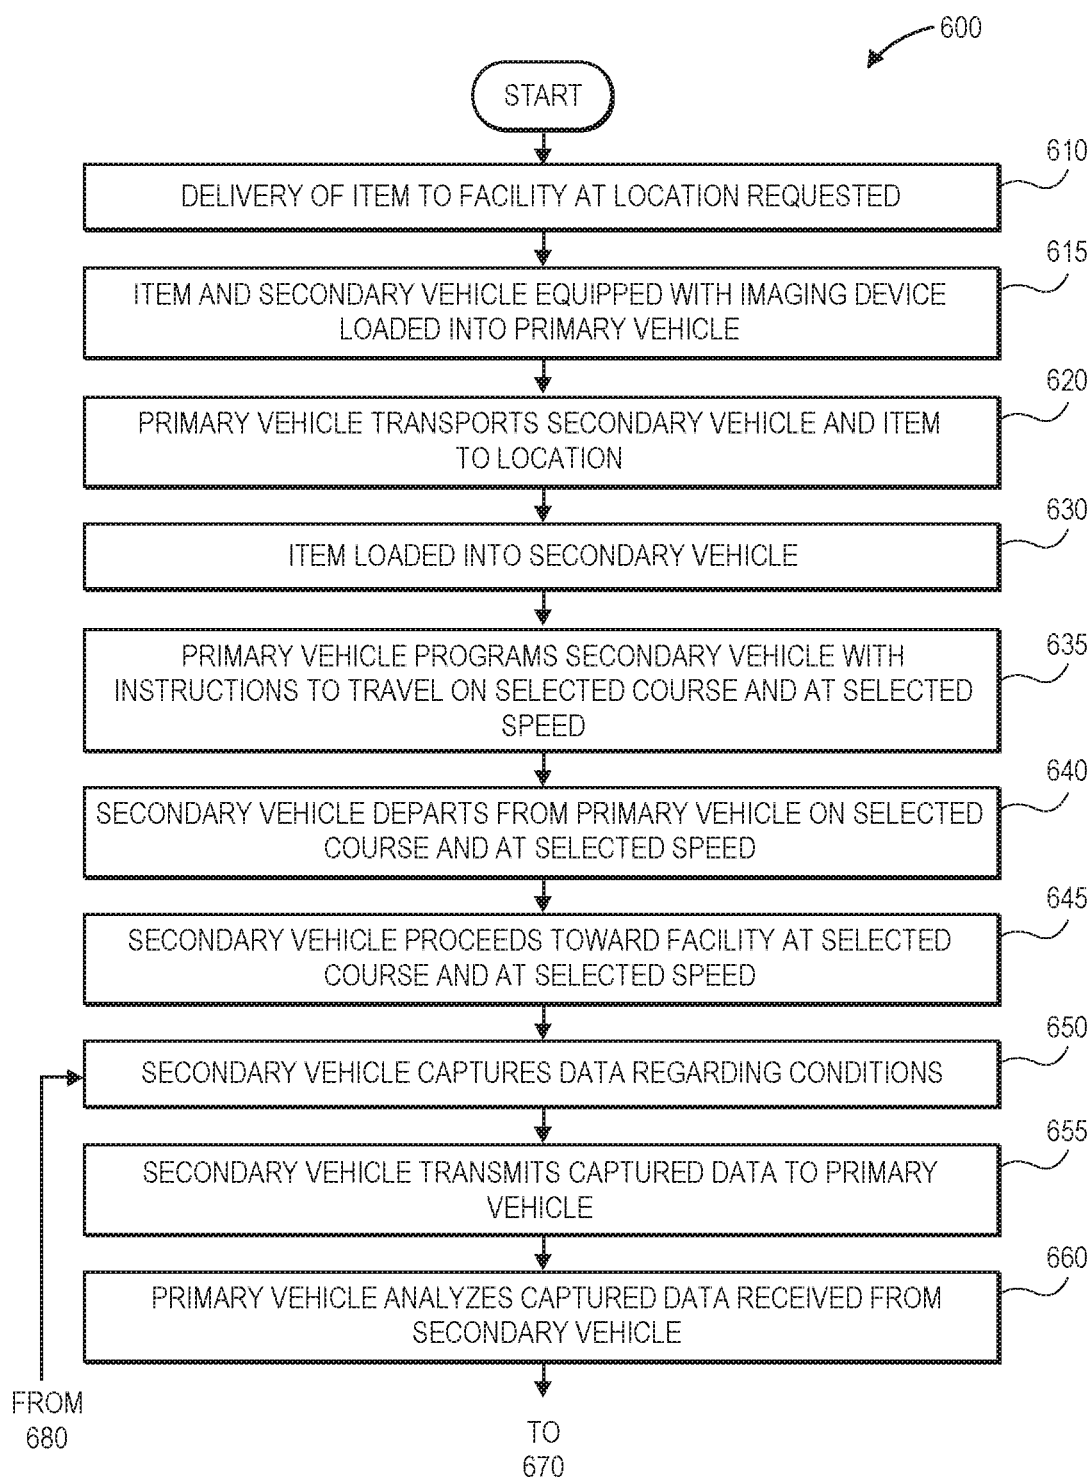 600
START
610
DELIVERY OF ITEM TO FACILITY AT LOCATION REQUESTED
615
ITEM AND SECONDARY VEHICLE EQUIPPED WITH IMAGING DEVICE
LOADED INTO PRIMARY VEHICLE
620
PRIMARY VEHICLE TRANSPORTS SECONDARY VEHICLE AND ITEM
TO LOCATION
630
ITEM LOADED INTO SECONDARY VEHICLE
635
PRIMARY VEHICLE PROGRAMS SECONDARY VEHICLE WITH
INSTRUCTIONS TO TRAVEL ON SELECTED COURSE AND AT SELECTED
SPEED
640
SECONDARY VEHICLE DEPARTS FROM PRIMARY VEHICLE ON SELECTED
COURSE AND AT SELECTED SPEED
645
SECONDARY VEHICLE PROCEEDS TOWARD FACILITY AT SELECTED
COURSE AND AT SELECTED SPEED
650
SECONDARY VEHICLE CAPTURES DATA REGARDING CONDITIONS
655
SECONDARY VEHICLE TRANSMITS CAPTURED DATA TO PRIMARY
VEHICLE
660
PRIMARY VEHICLE ANALYZES CAPTURED DATA RECEIVED FROM
SECONDARY VEHICLE
FROM
680
TO
670